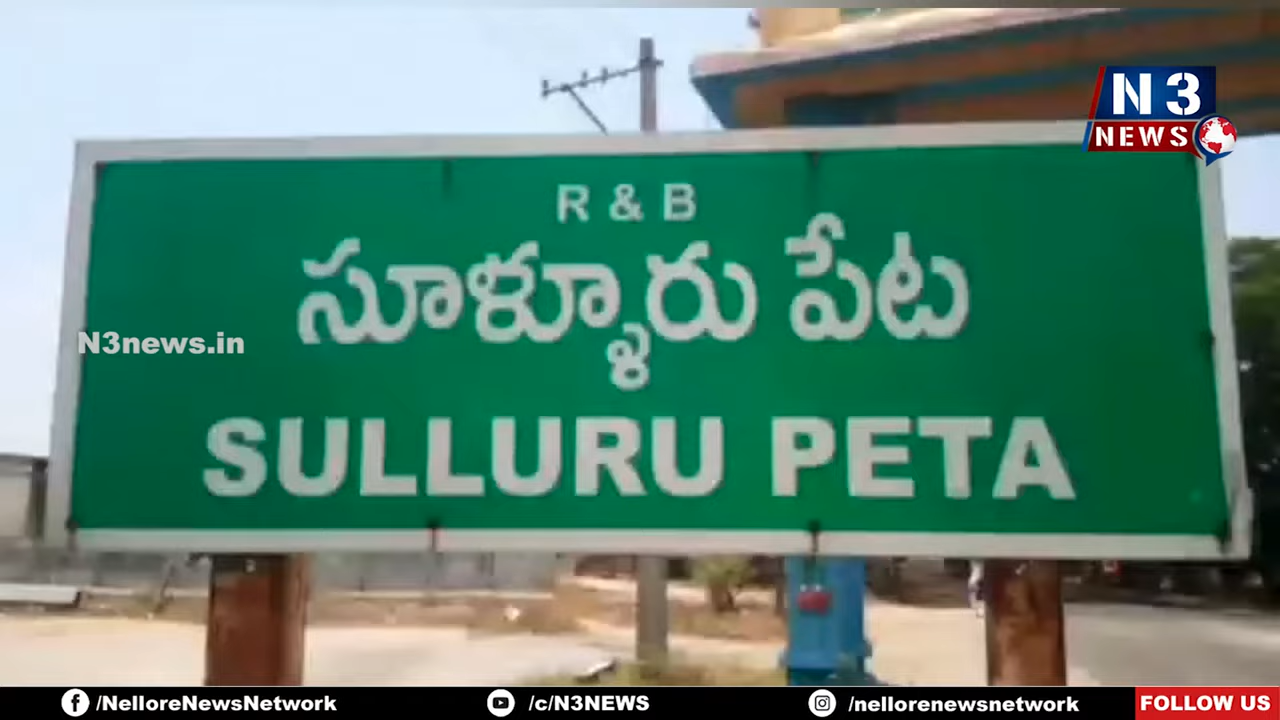 N 3
NEWS
R & B
సూళ్ళూరు పేట
N3news.in
SULLURU PETA
/NelloreNewsNetwork
/c/N3NEWS
/nellorenewsnetwork
FOLLOW US